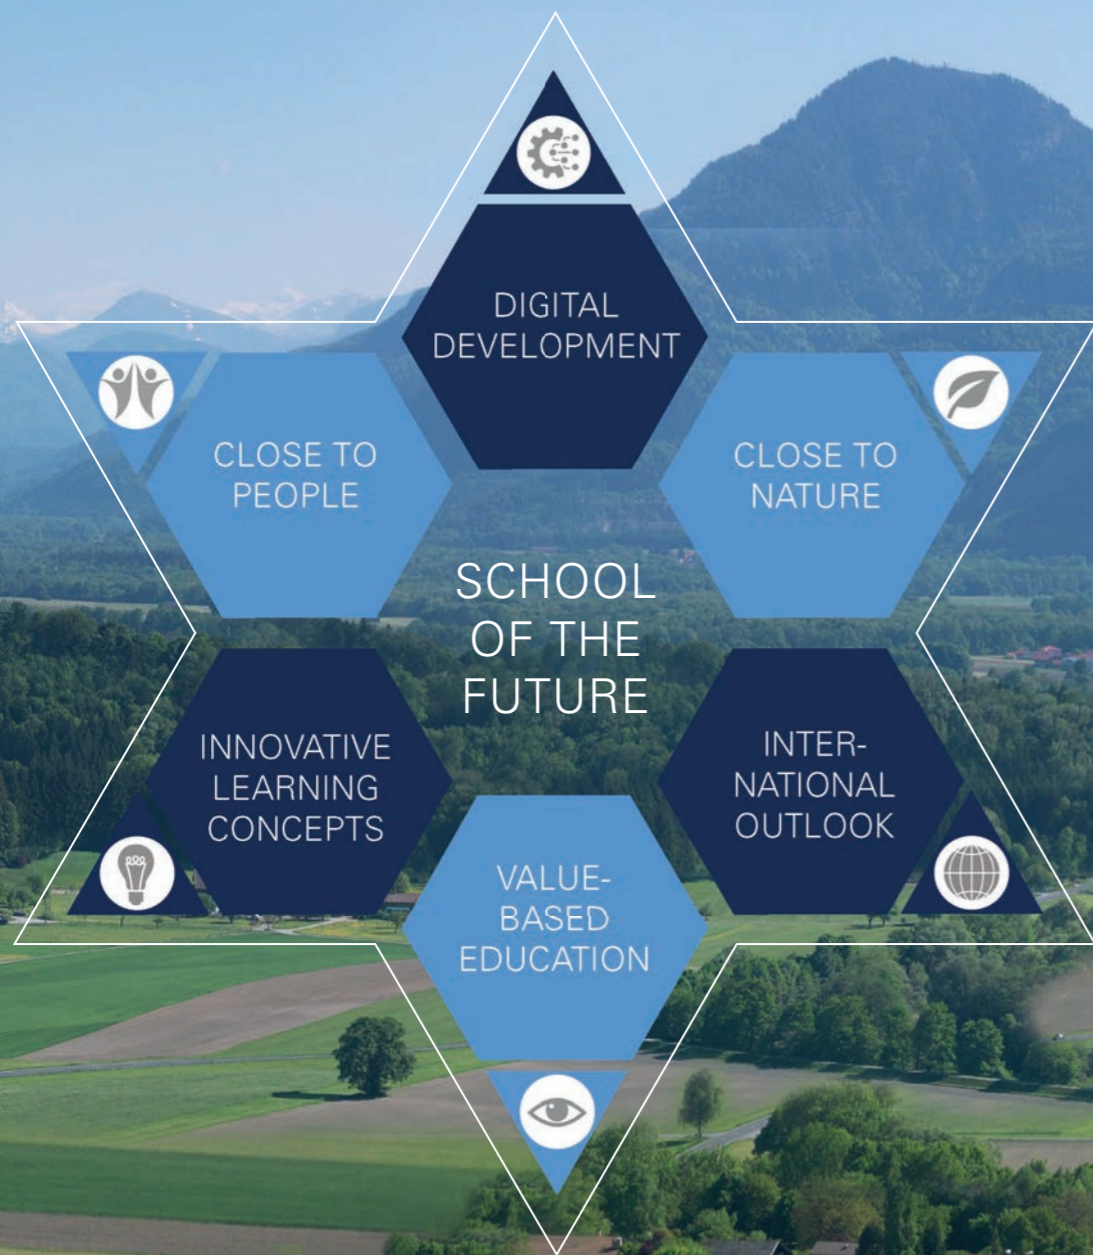 DIGITAL
DEVELOPMENT
CLOSE TO
PEOPLE
CLOSE TO
NATURE
SCHOOL
OF THE
FUTURE
INNOVATIVE
LEARNING
CONCEPTS
INTER-
NATIONAL
OUTLOOK
VALUE-
BASED
EDUCATION